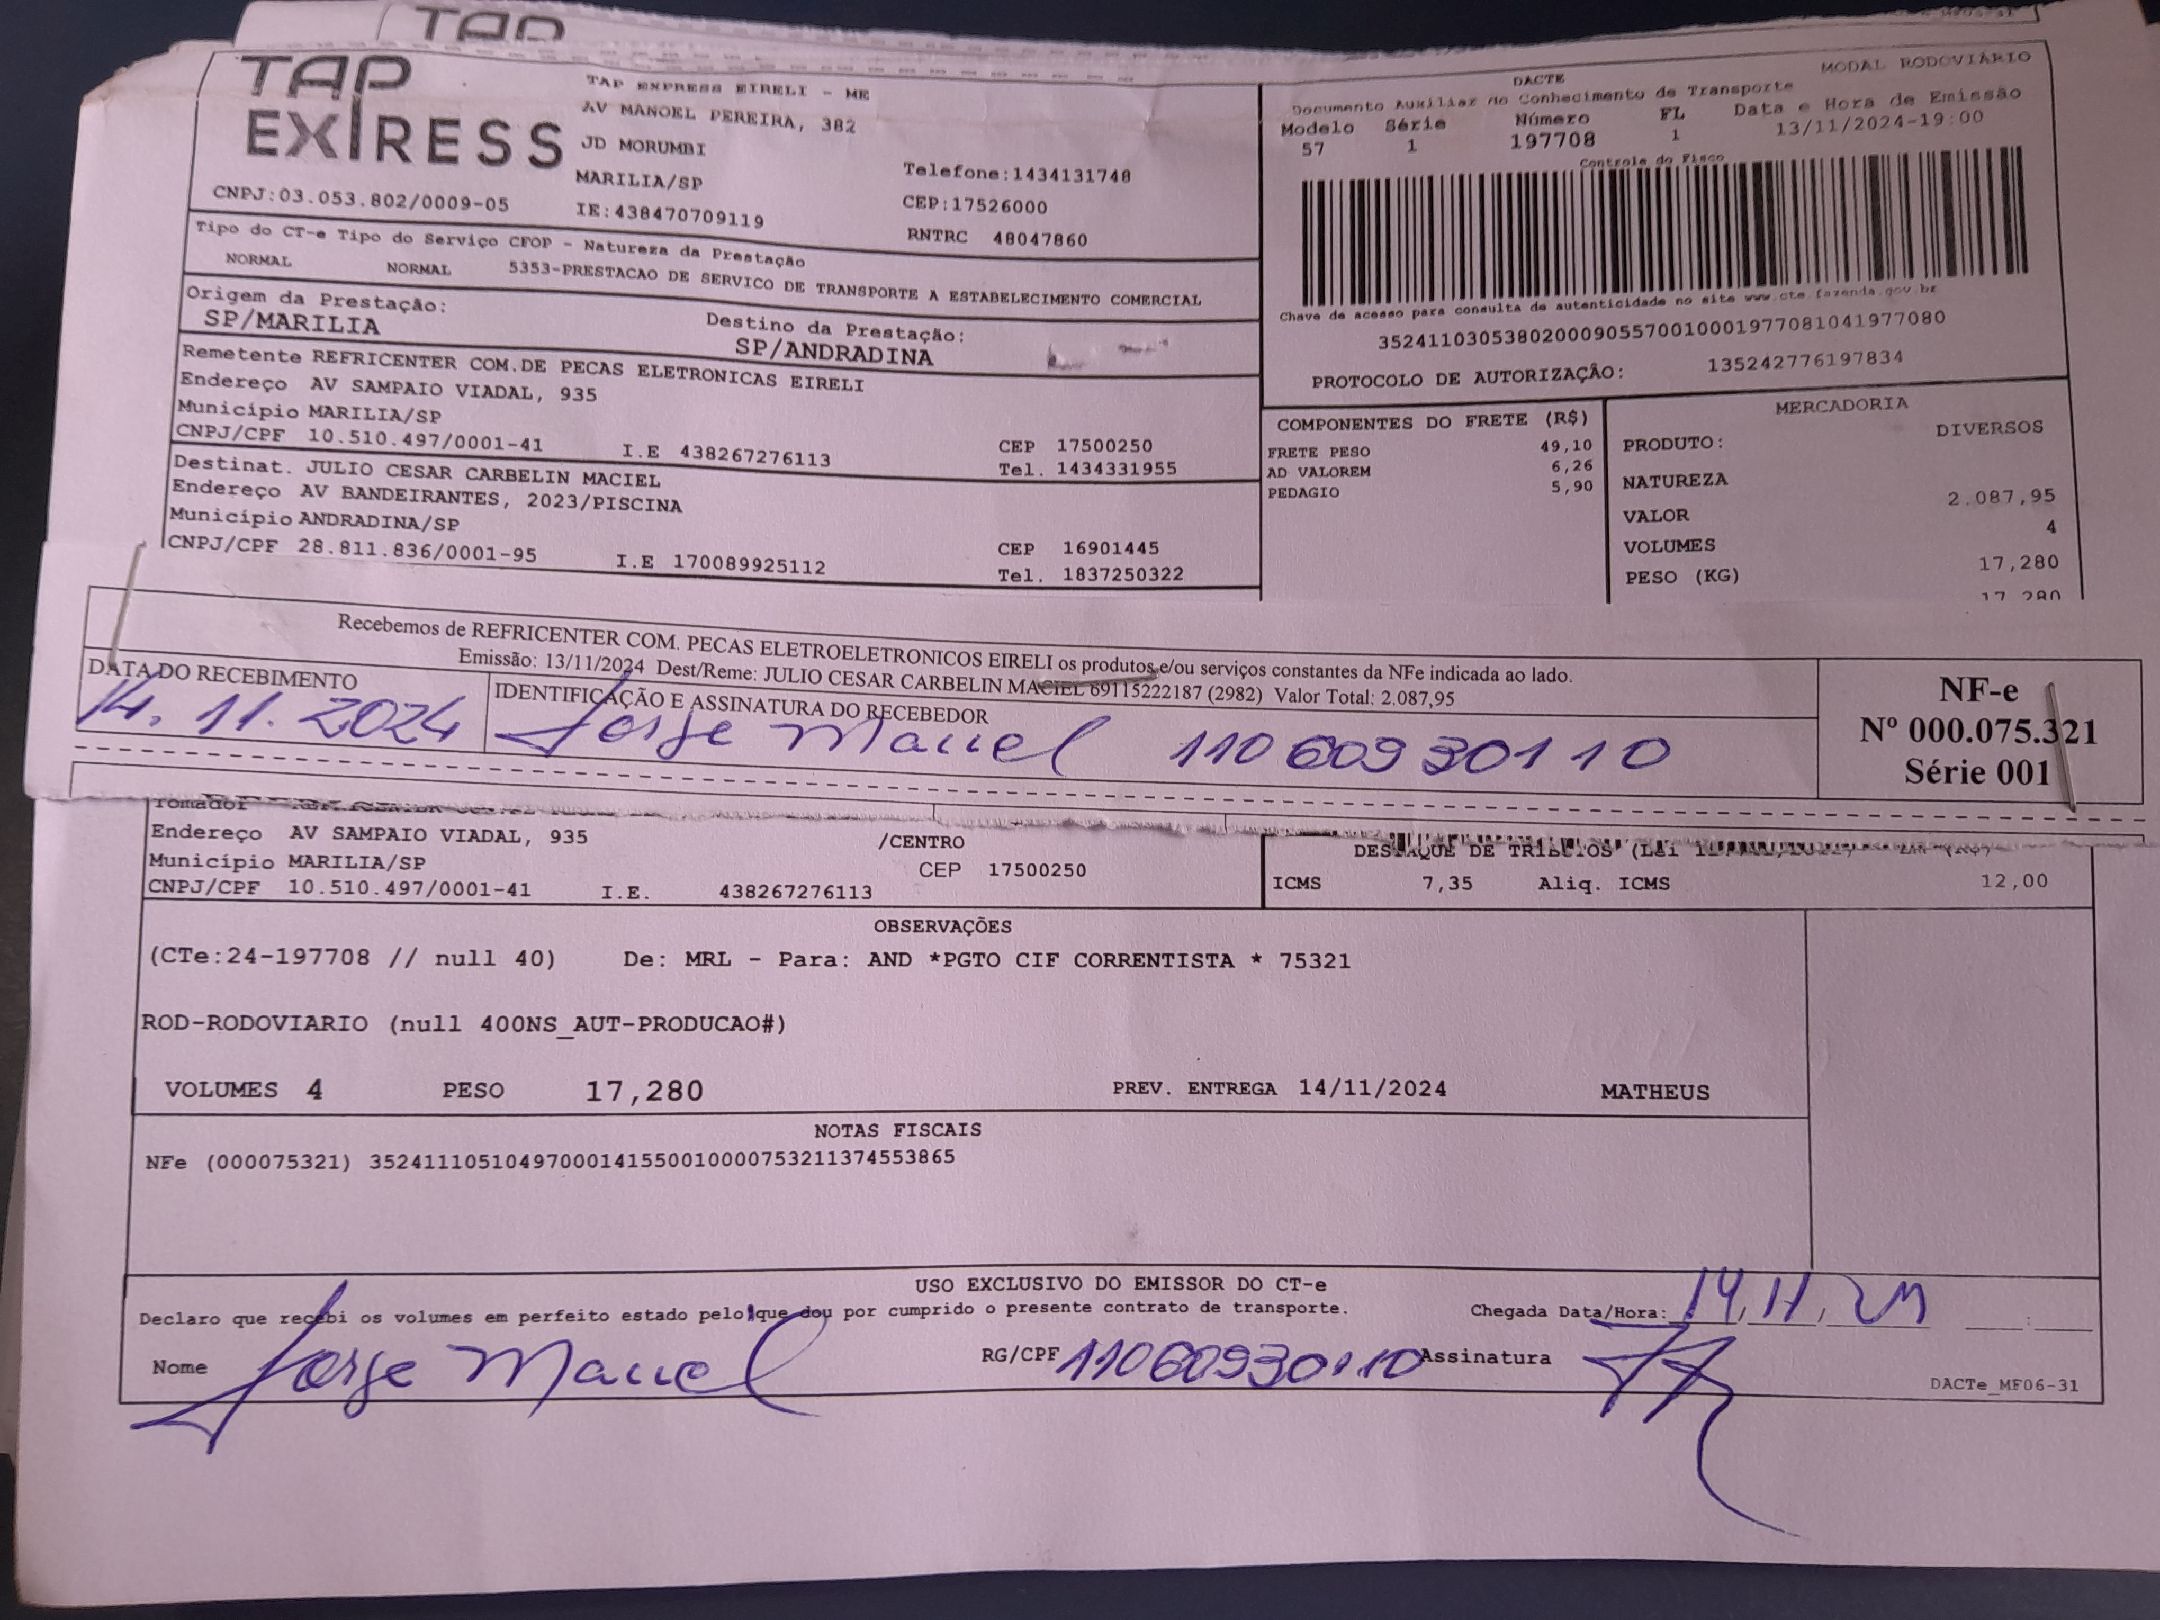 TAP
TAP
EXPRESS
TAP EXPRESS EIRELI - ME
AV MANOEL PEREIRA, 382
JD MORUMBI
MARILIA/SP
Telefone:1434131748
CNPJ:03.053.802/0009-05
IE:438470709119
CEP:17526000
RNTRC 48047860
Tipo do CT-e Tipo do Serviço CFOP - Natureza da Prestação
NORMAL NORMAL 5353-PRESTACAO DE SERVICO DE TRANSPORTE A ESTABELECIMENTO COMERCIAL
Origem da Prestação:
SP/MARILIA
Destino da Prestação:
SP/ANDRADINA
Remetente REFRICENTER COM.DE PECAS ELETRONICAS EIRELI
Endereço AV SAMPAIO VIADAL, 935
Município MARILIA/SP
CNPJ/CPF 10.510.497/0001-41 I.E 438267276113
CEP 17500250
Tel. 1434331955
Destinat. JULIO CESAR CARBELIN MACIEL
Endereço AV BANDEIRANTES, 2023/PISCINA
Município ANDRADINA/SP
CNPJ/CPF 28.811.836/0001-95 I.E 170089925112
CEP 16901445
Tel. 1837250322
DACTE
MODAL RODOVIÁRIO
Documento Auxiliar do Conhecimento de Transporte
Modelo Série Número FL Data e Hora de Emissão
57 1 197708 1 13/11/2024-19:00
Controle do Fisco
Chave de acesso para consulta de autenticidade no site www.cte.fazenda.gov.br
35241103053802000905570010001977081041977080
PROTOCOLO DE AUTORIZAÇÃO: 135242776197834
COMPONENTES DO FRETE (R$)
FRETE PESO 49,10
AD VALOREM 6,26
PEDAGIO 5,90
MERCADORIA
PRODUTO: DIVERSOS
NATUREZA
VALOR 2.087,95
VOLUMES 4
PESO (KG) 17,280
17,280
Recebemos de REFRICENTER COM. PECAS ELETROELETRONICOS EIRELI os produtos e/ou serviços constantes da NFe indicada ao lado.
Emissão: 13/11/2024 Dest/Reme: JULIO CESAR CARBELIN MACIEL 69115222187 (2982) Valor Total: 2.087,95
DATA DO RECEBIMENTO
14.11.2024
IDENTIFICAÇÃO E ASSINATURA DO RECEBEDOR
Jorge Maciel 11060930110
NF-e
Nº 000.075.321
Série 001
Tomador
Endereço AV SAMPAIO VIADAL, 935 /CENTRO
Município MARILIA/SP CEP 17500250
CNPJ/CPF 10.510.497/0001-41 I.E. 438267276113
DESTAQUE DE TRIBUTOS (Lei
ICMS 7,35 Aliq. ICMS 12,00
OBSERVAÇÕES
(CTe:24-197708 // null 40) De: MRL - Para: AND *PGTO CIF CORRENTISTA * 75321
ROD-RODOVIARIO (null 400NS_AUT-PRODUCAO#)
VOLUMES 4 PESO 17,280 PREV. ENTREGA 14/11/2024 MATHEUS
NOTAS FISCAIS
NFe (000075321) 35241110510497000141550010000753211374553865
USO EXCLUSIVO DO EMISSOR DO CT-e
Declaro que recebi os volumes em perfeito estado pelo que dou por cumprido o presente contrato de transporte.
Chegada Data/Hora: 14,11,24 :
Nome Jorge Maciel RG/CPF 11060930110 Assinatura
DACTe_MF06-31